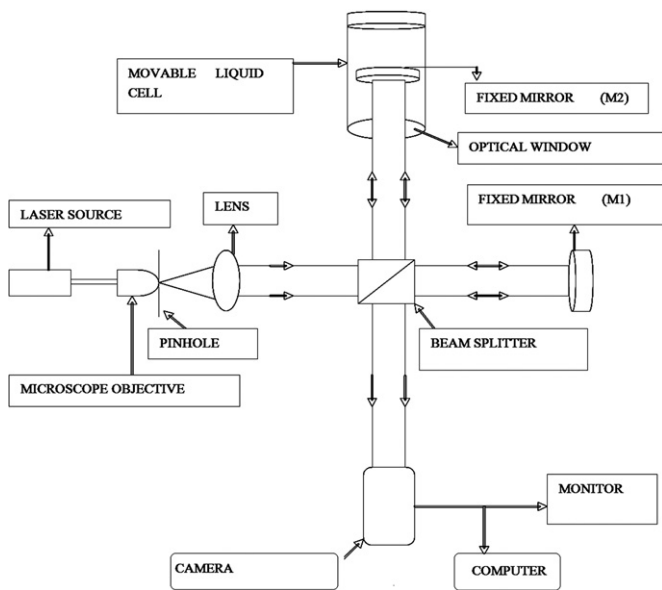 MOVABLE LIQUID
CELL
FIXED MIRROR (M2)
OPTICAL WINDOW
LENS
FIXED MIRROR (M1)
LASER SOURCE
BEAM SPLITTER
PINHOLE
MICROSCOPE OBJECTIVE
MONITOR
CAMERA
COMPUTER